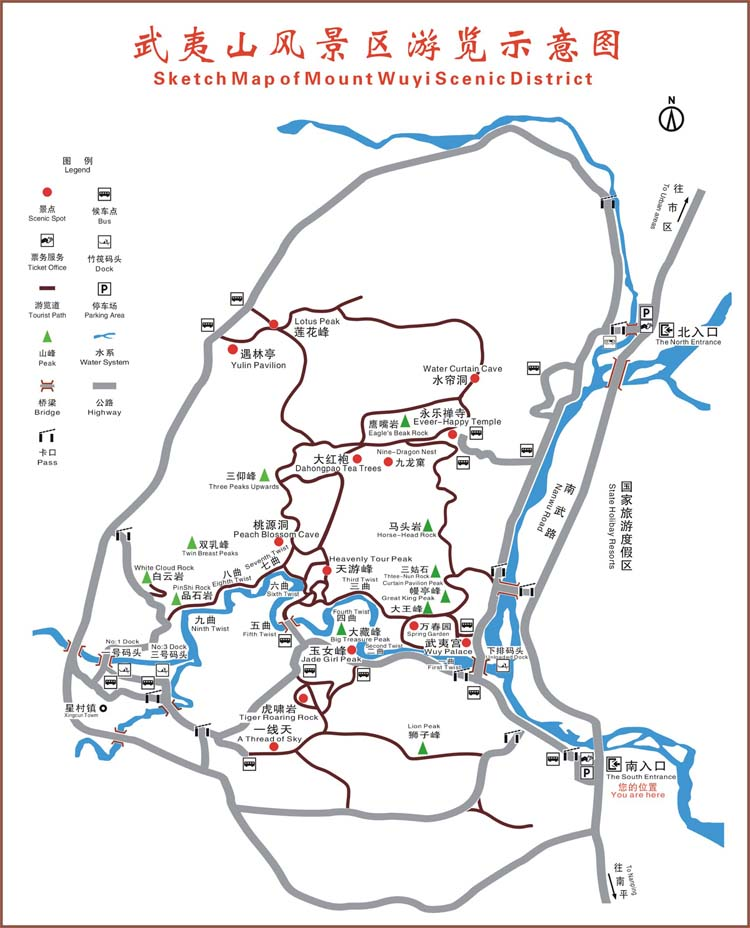 武夷山风景区游览示意图
Sketch Map of Mount Wuyi Scenic District
N
图 例
Legend
景点
Scenic Spot
候车点
Bus
票务服务
Ticket Office
竹筏码头
Dock
游览道
Tourist Path
P
停车场
Parking Area
山峰
Peak
水系
Water System
桥梁
Bridge
公路
Highway
卡口
Pass
往市区
To Urban areas
P
北入口
The North Entrance
Lotus Peak
莲花峰
遇林亭
Yulin Pavilion
Water Curtain Cave
水帘洞
鹰嘴岩
Eagle's Beak Rock
永乐禅寺
Eveer-Happy Temple
大红袍
Dahongpao Tea Trees
Nine-Dragon Nest
九龙窠
三仰峰
Three Peaks Upwards
国家旅游度假区
State Holibay Resorts
南武路
Nanwu Road
桃源洞
Peach Blossom Cave
马头岩
Horse-Head Rock
双乳峰
Twin Breast Peaks
Heavenly Tour Peak
天游峰
White Cloud Rock
白云岩
PinShi Rock
品石岩
八曲
Eighth Twist
七曲
Seventh Twist
六曲
Sixth Twist
Third Twist
三曲
三姑石
Thtee-Nun Rock
Curtain Pavilion Peak
幔亭峰
Great King Peak
大王峰
九曲
Ninth Twist
五曲
Fifth Twist
Fourth Twist
四曲
大藏峰
Big Treasure Peak
Second Twist
二曲
万春园
Spring Garden
武夷宫
Wuy Palace
一曲
First Twist
玉女峰
Jade Girl Peak
下排码头
Unloaded Dock
No:1 Dock
一号码头
No:3 Dock
三号码头
星村镇
Xingcun Town
虎啸岩
Tiger Roaring Rock
一线天
A Thread of Sky
Lion Peak
狮子峰
P
南入口
The South Entrance
您的位置
You are here
往南平
To Nanping